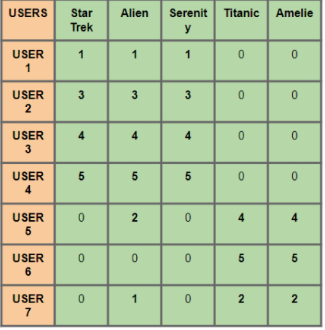 USERS Star Trek Alien Serenit y Titanic Amelie
USER 1 1 1 1 0 0
USER 2 3 3 3 0 0
USER 3 4 4 4 0 0
USER 4 5 5 5 0 0
USER 5 0 2 0 4 4
USER 6 0 0 0 5 5
USER 7 0 1 0 2 2